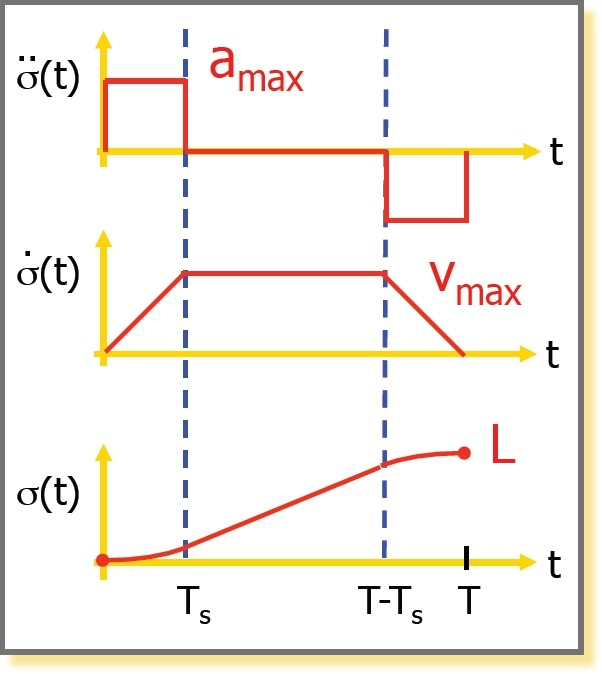 σ̈(t)
a_max
t
σ̇(t)
v_max
t
σ(t)
L
t
T_s
T-T_s
T